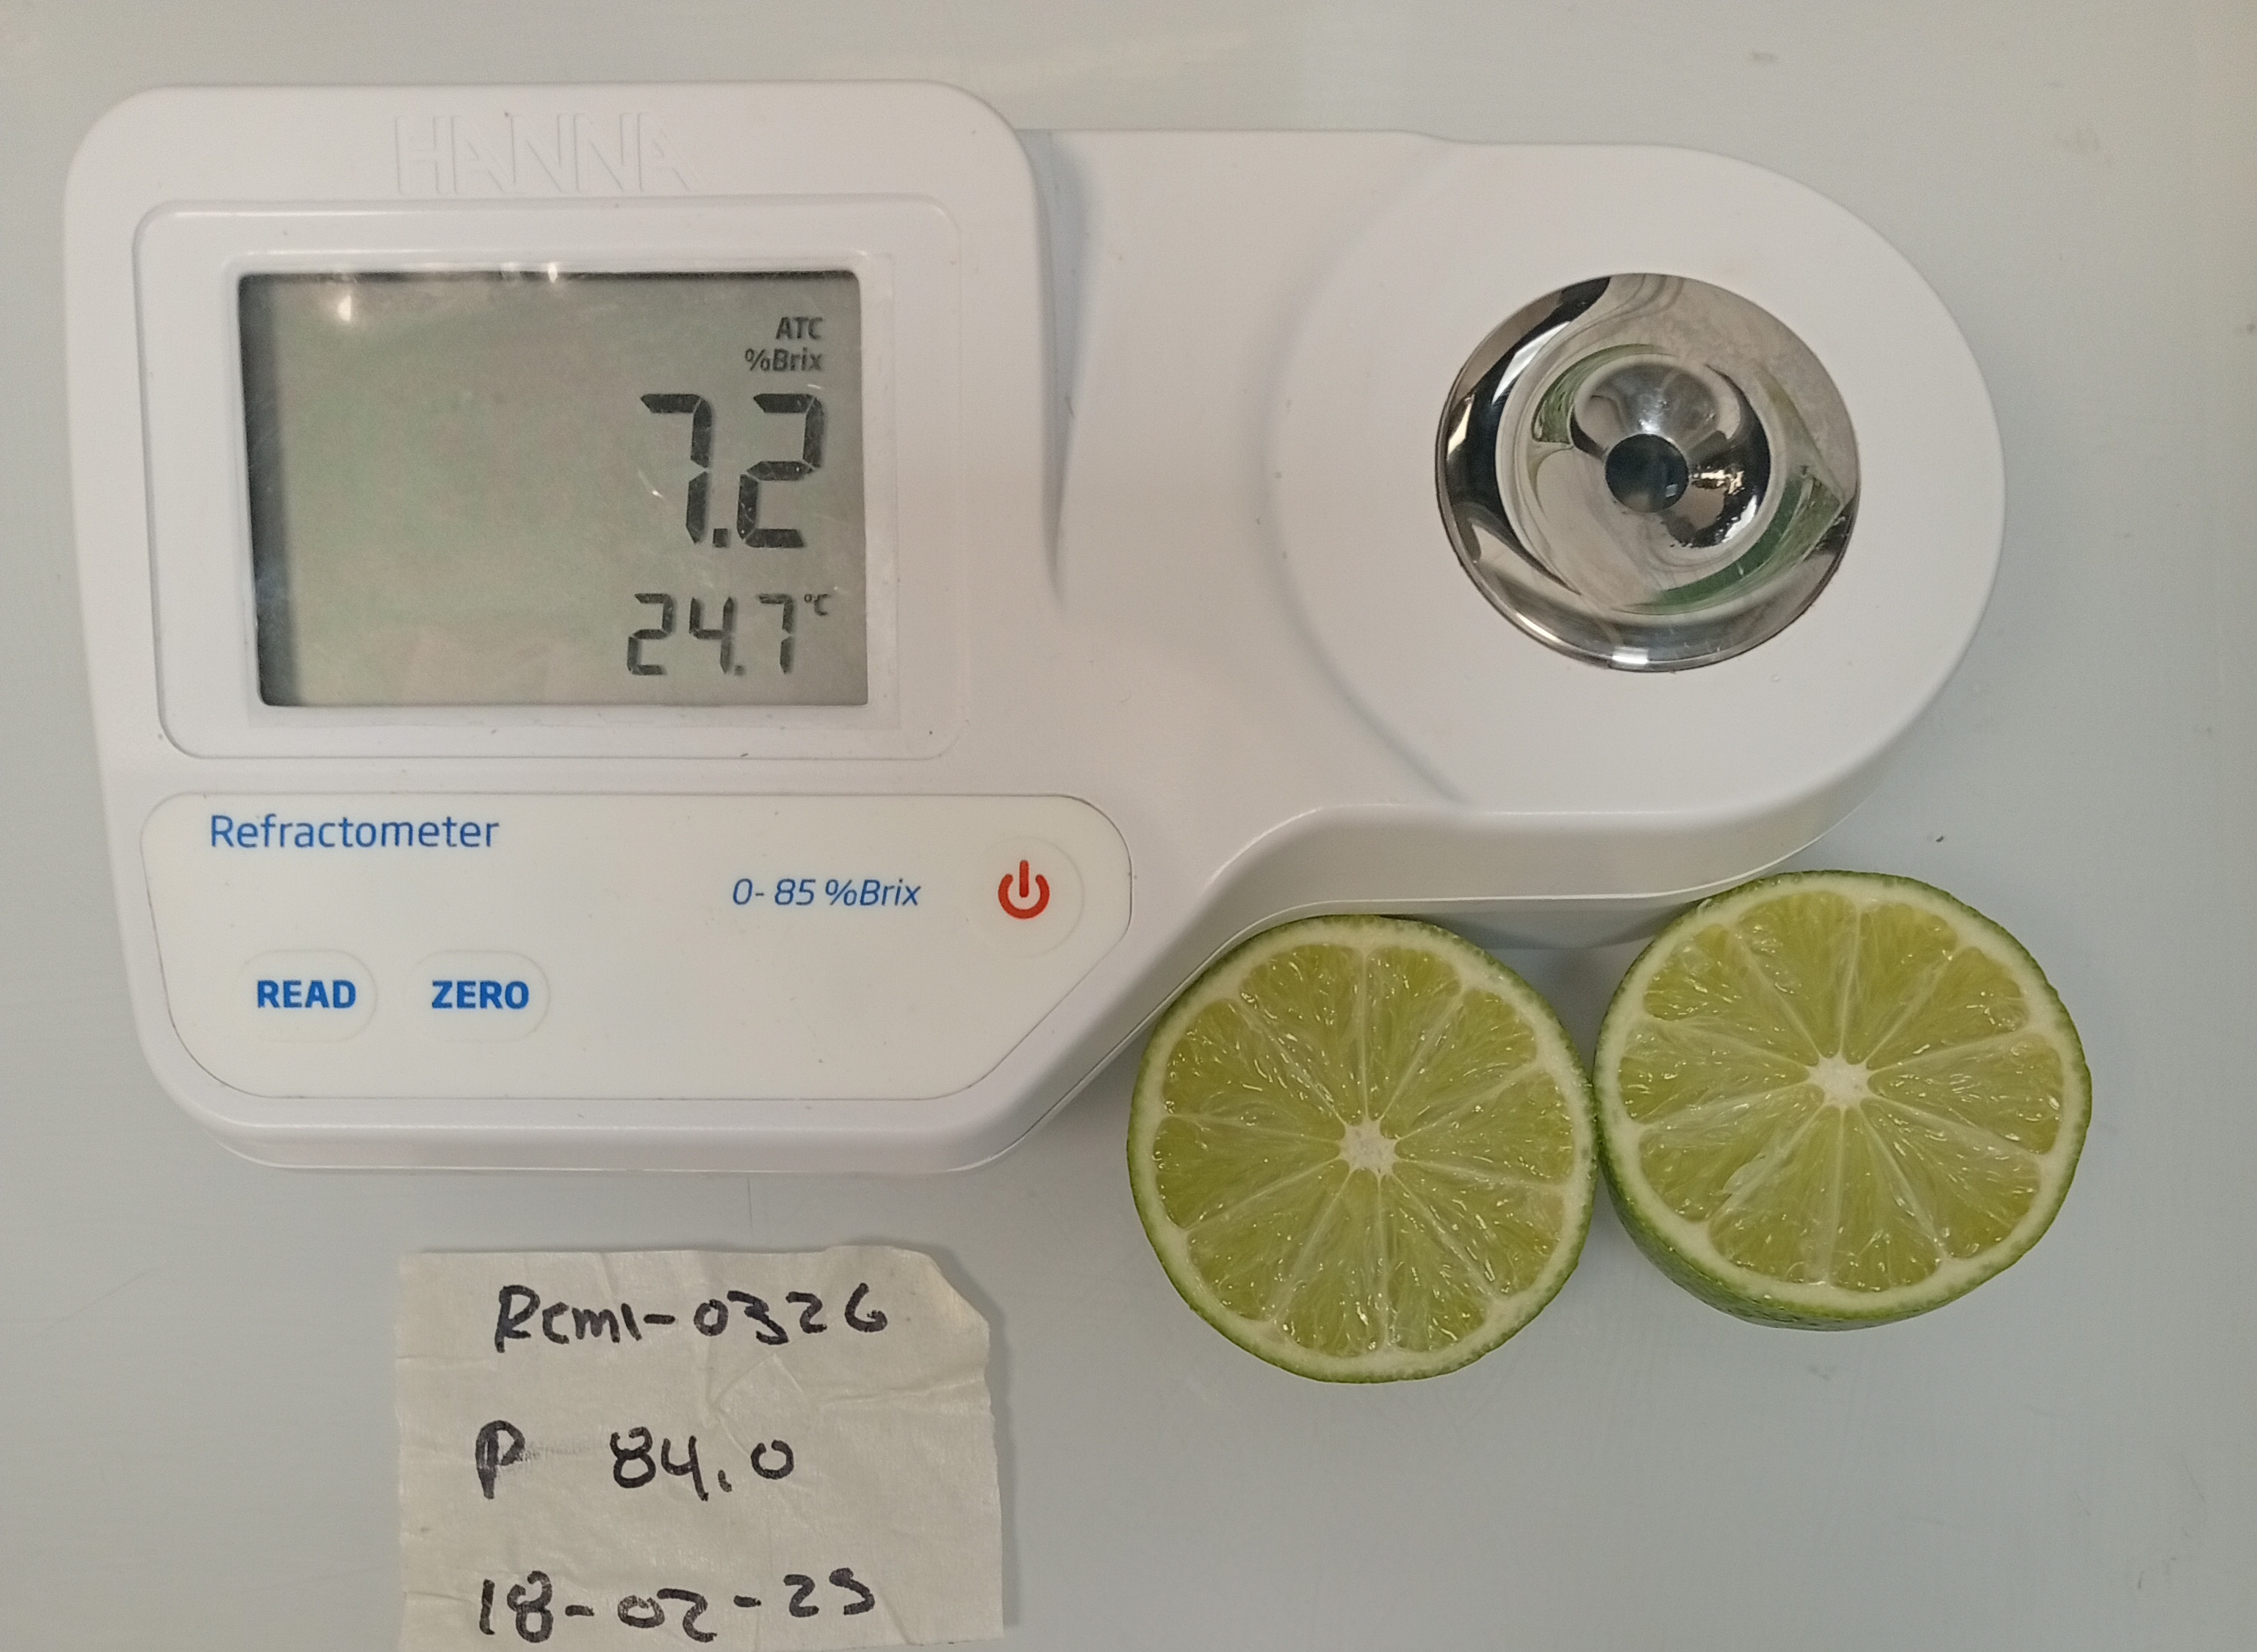 HANNA
ATC
%Brix
7.2
24.7°C
Refractometer
0-85 %Brix
READ ZERO
Rcm1-0326
P 84.0
18-02-25